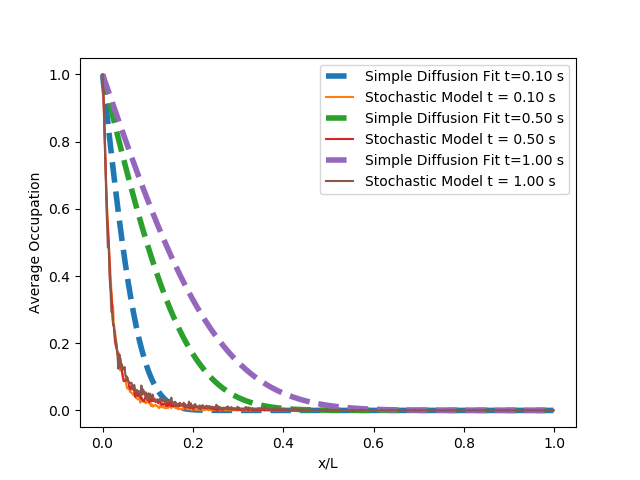 Simple Diffusion Fit t=0.10 s
Stochastic Model t = 0.10 s
Simple Diffusion Fit t=0.50 s
Stochastic Model t = 0.50 s
Simple Diffusion Fit t=1.00 s
Stochastic Model t = 1.00 s
Average Occupation
1.0
0.8
0.6
0.4
0.2
0.0
0.0 0.2 0.4 0.6 0.8 1.0
x/L